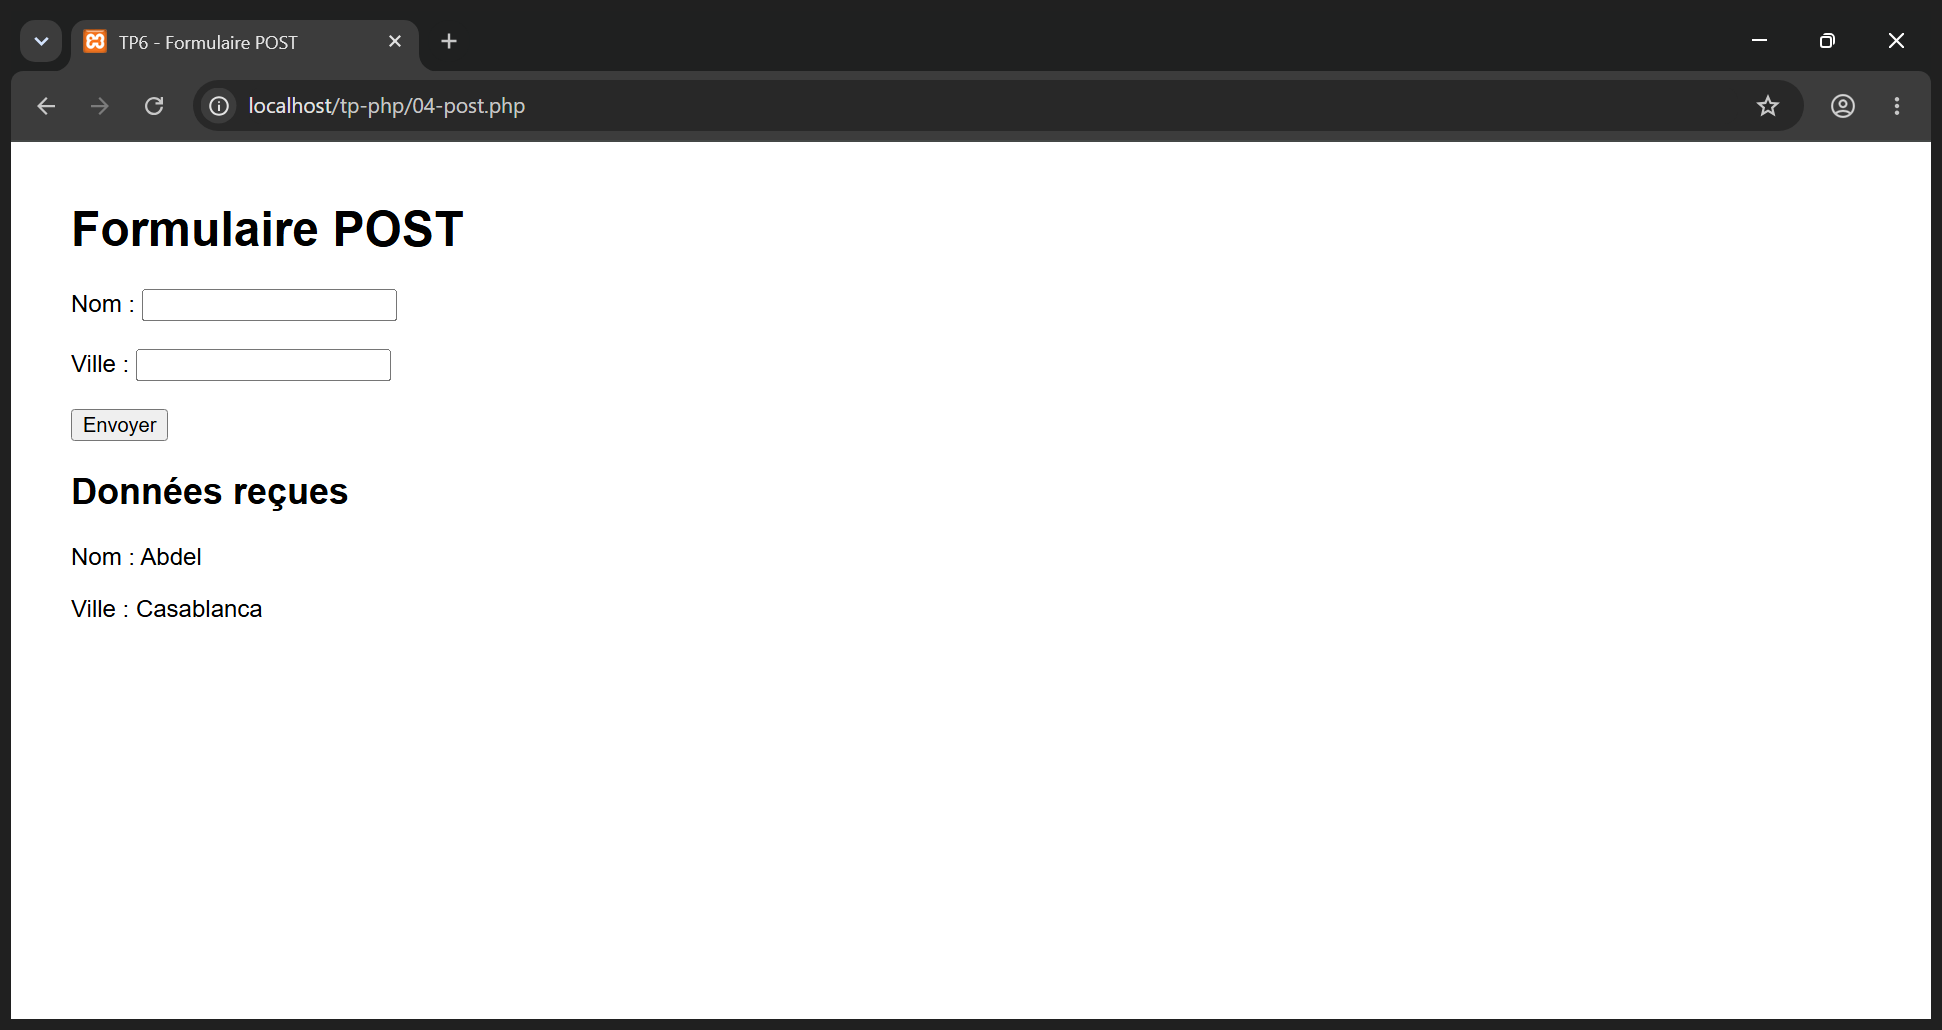 TP6 - Formulaire POST
localhost/tp-php/04-post.php
Formulaire POST
Nom :
Ville :
Envoyer
Données reçues
Nom : Abdel
Ville : Casablanca